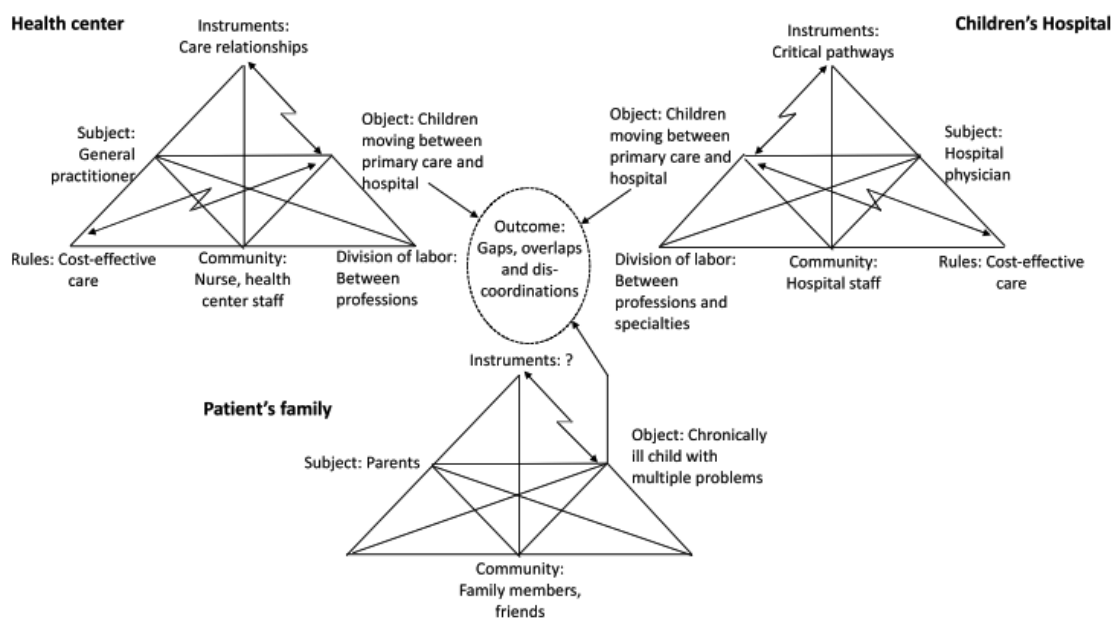 Health center
Instruments:
Care relationships
Subject:
General
practitioner
Object: Children
moving between
primary care and
hospital
Rules: Cost-effective
care
Community:
Nurse, health
center staff
Division of labor:
Between
professions
Children's Hospital
Instruments:
Critical pathways
Object: Children
moving between
primary care and
hospital
Subject:
Hospital
physician
Division of labor:
Between
professions and
specialties
Community:
Hospital staff
Rules: Cost-effective
care
Outcome:
Gaps, overlaps
and dis-
coordinations
Patient's family
Instruments: ?
Subject: Parents
Object: Chronically
ill child with
multiple problems
Community:
Family members,
friends